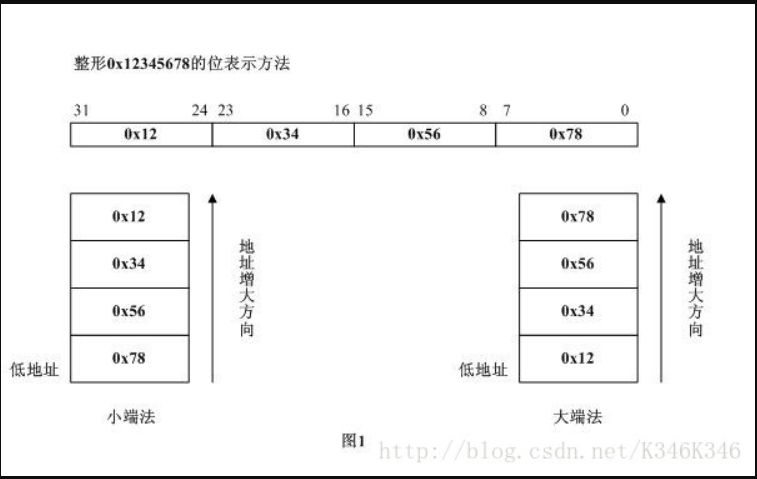 整形0x12345678的位表示方法
31 24 23 16 15 8 7 0
0x12 0x34 0x56 0x78
0x12
0x34
0x56
0x78
低地址
地址增大方向
小端法
0x78
0x56
0x34
0x12
低地址
地址增大方向
大端法
图1
http://blog.csdn.net/K346K346